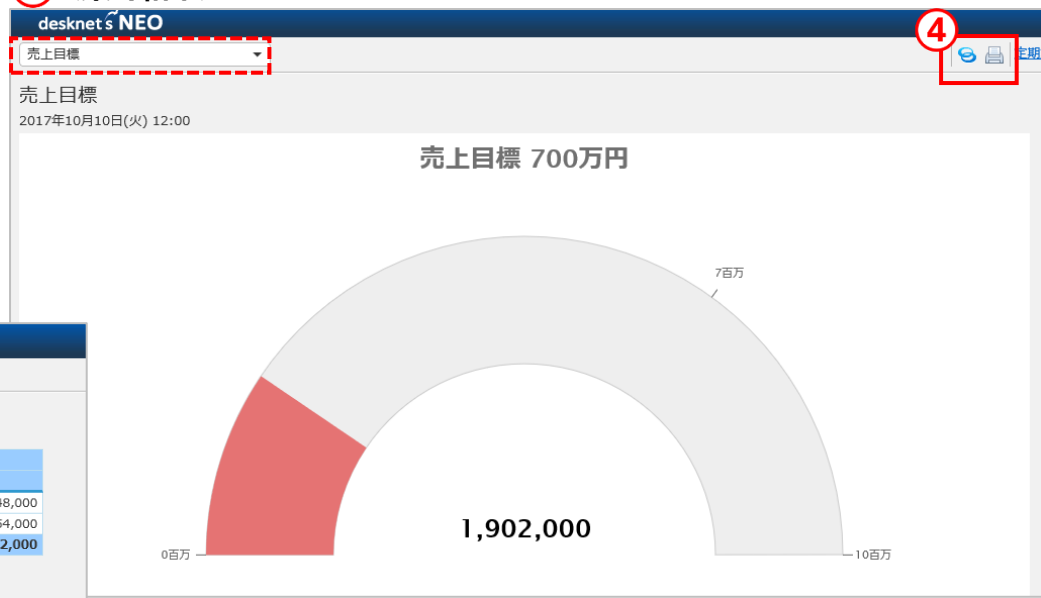 desknet's NEO
売上目標
④
定期
売上目標
2017年10月10日(火) 12:00
売上目標 700万円
7百万
1,902,000
0百万
10百万
48,000
54,000
2,000